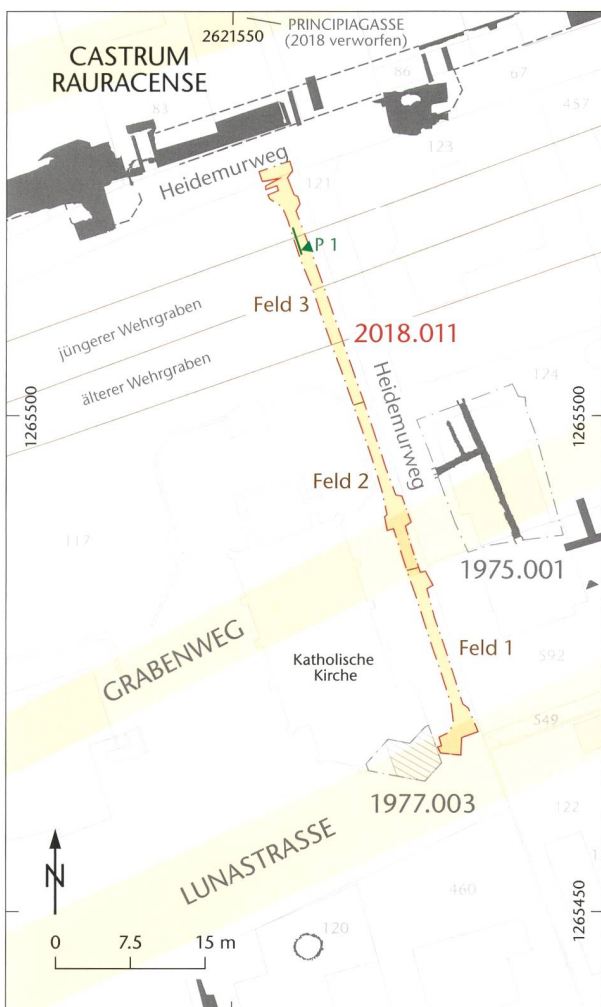 PRINCIPIAGASSE
(2018 verworfen)
2621550
CASTRUM
RAURACENSE
86
67
83
457
123
Heidemurweg
121
P 1
Feld 3
jüngerer Wehrgraben
2018.011
älterer Wehrgraben
Heidemurweg
124
1265500
1265500
Feld 2
112
1975.001
GRABENWEG
Katholische
Kirche
Feld 1
592
549
1977.003
122
LUNASTRASSE
1
460
120
1265450
N
0 7.5 15 m